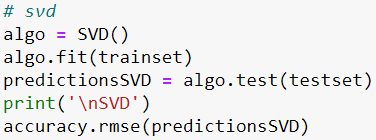 # svd
algo = SVD()
algo.fit(trainset)
predictionsSVD = algo.test(testset)
print('\nSVD')
accuracy.rmse(predictionsSVD)